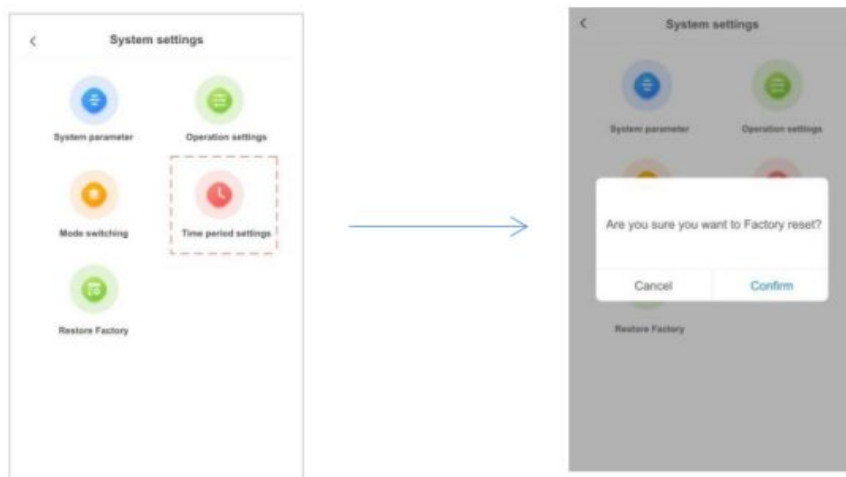 System settings
System parameter
Operation settings
Mode switching
Time period settings
Restore Factory
System settings
System parameter
Operation settings
Are you sure you want to Factory reset?
Cancel
Confirm
Restore Factory